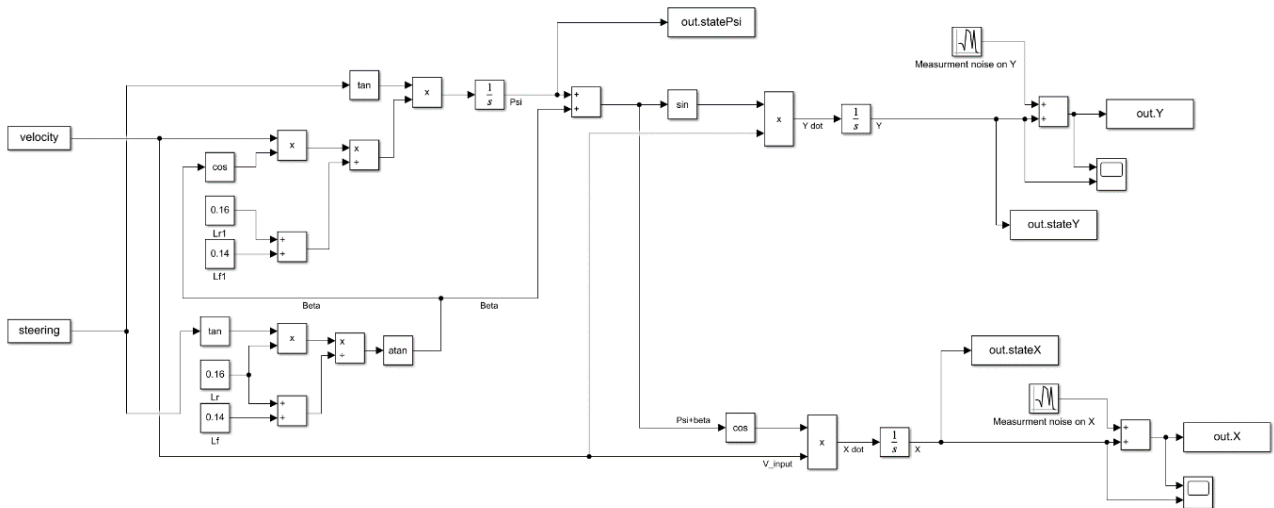 out.statePsi
Measurment noise on Y
tan
x
1
s
Psi
+
+
sin
x
Y dot
1
s
Y
+
+
out.Y
velocity
x
x
÷
cos
0.16
Lr1
+
+
0.14
Lf1
out.stateY
Beta
Beta
steering
tan
x
x
÷
atan
0.16
Lr
+
+
0.14
Lf
out.stateX
Measurment noise on X
Psi+beta
cos
x
V_input
X dot
1
s
X
+
+
out.X